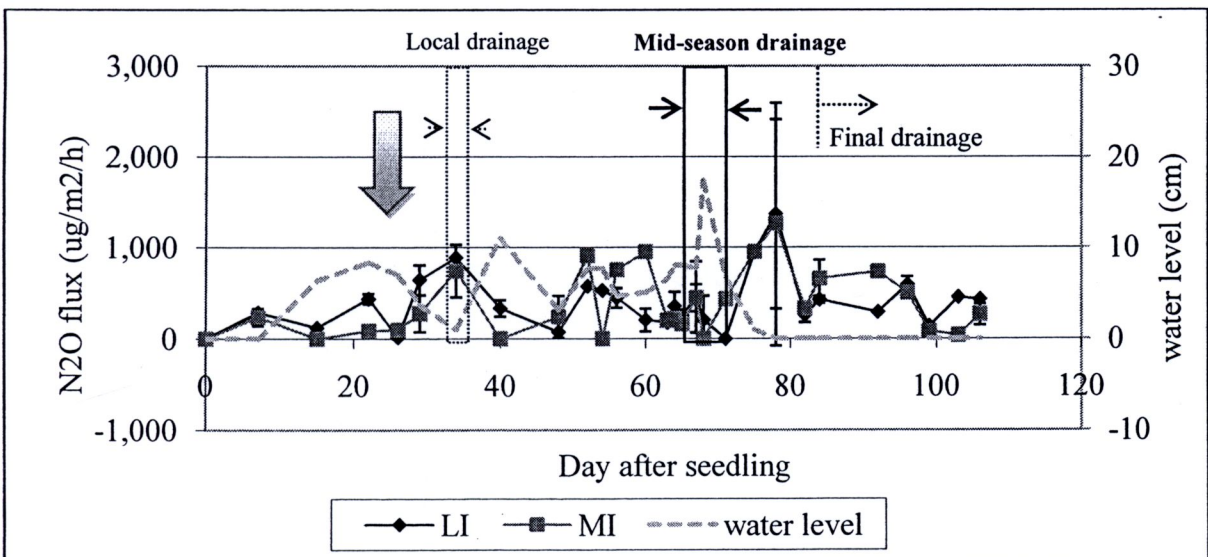 Local drainage Mid-season drainage
3,000 30
2,000 20
Final drainage
1,000 10
0 0
-1,000 -10
0 20 40 60 80 100 120
N2O flux (ug/m2/h)
water level (cm)
Day after seedling
LI MI water level